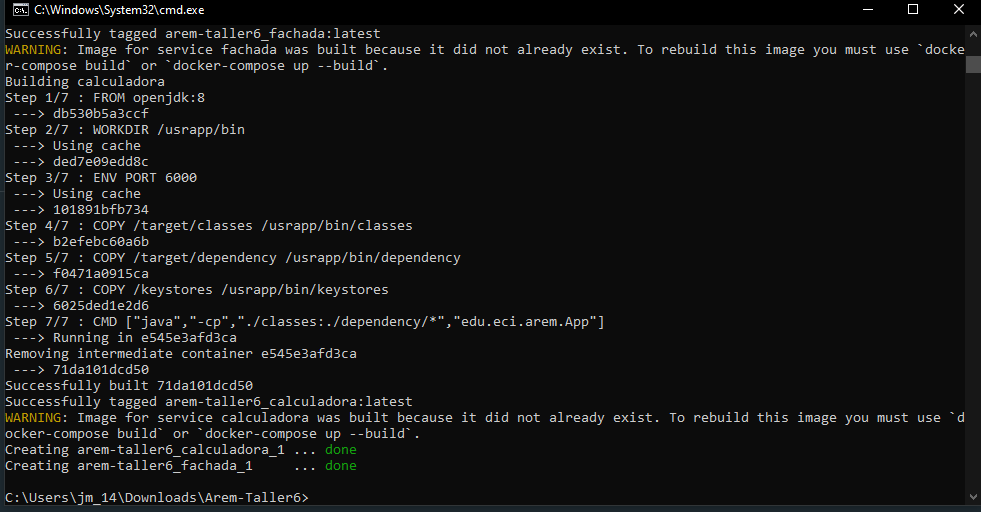 C:\Windows\System32\cmd.exe
Successfully tagged arem-taller6_fachada:latest
WARNING: Image for service fachada was built because it did not already exist. To rebuild this image you must use `docke
r-compose build` or `docker-compose up --build`.
Building calculadora
Step 1/7 : FROM openjdk:8
 ---> db530b5a3ccf
Step 2/7 : WORKDIR /usrapp/bin
 ---> Using cache
 ---> ded7e09edd8c
Step 3/7 : ENV PORT 6000
 ---> Using cache
 ---> 101891bfb734
Step 4/7 : COPY /target/classes /usrapp/bin/classes
 ---> b2efebc60a6b
Step 5/7 : COPY /target/dependency /usrapp/bin/dependency
 ---> f0471a0915ca
Step 6/7 : COPY /keystores /usrapp/bin/keystores
 ---> 6025ded1e2d6
Step 7/7 : CMD ["java","-cp","./classes:./dependency/*","edu.eci.arem.App"]
 ---> Running in e545e3afd3ca
Removing intermediate container e545e3afd3ca
 ---> 71da101dcd50
Successfully built 71da101dcd50
Successfully tagged arem-taller6_calculadora:latest
WARNING: Image for service calculadora was built because it did not already exist. To rebuild this image you must use `d
ocker-compose build` or `docker-compose up --build`.
Creating arem-taller6_calculadora_1 ... done
Creating arem-taller6_fachada_1     ... done
C:\Users\jm_14\Downloads\Arem-Taller6>